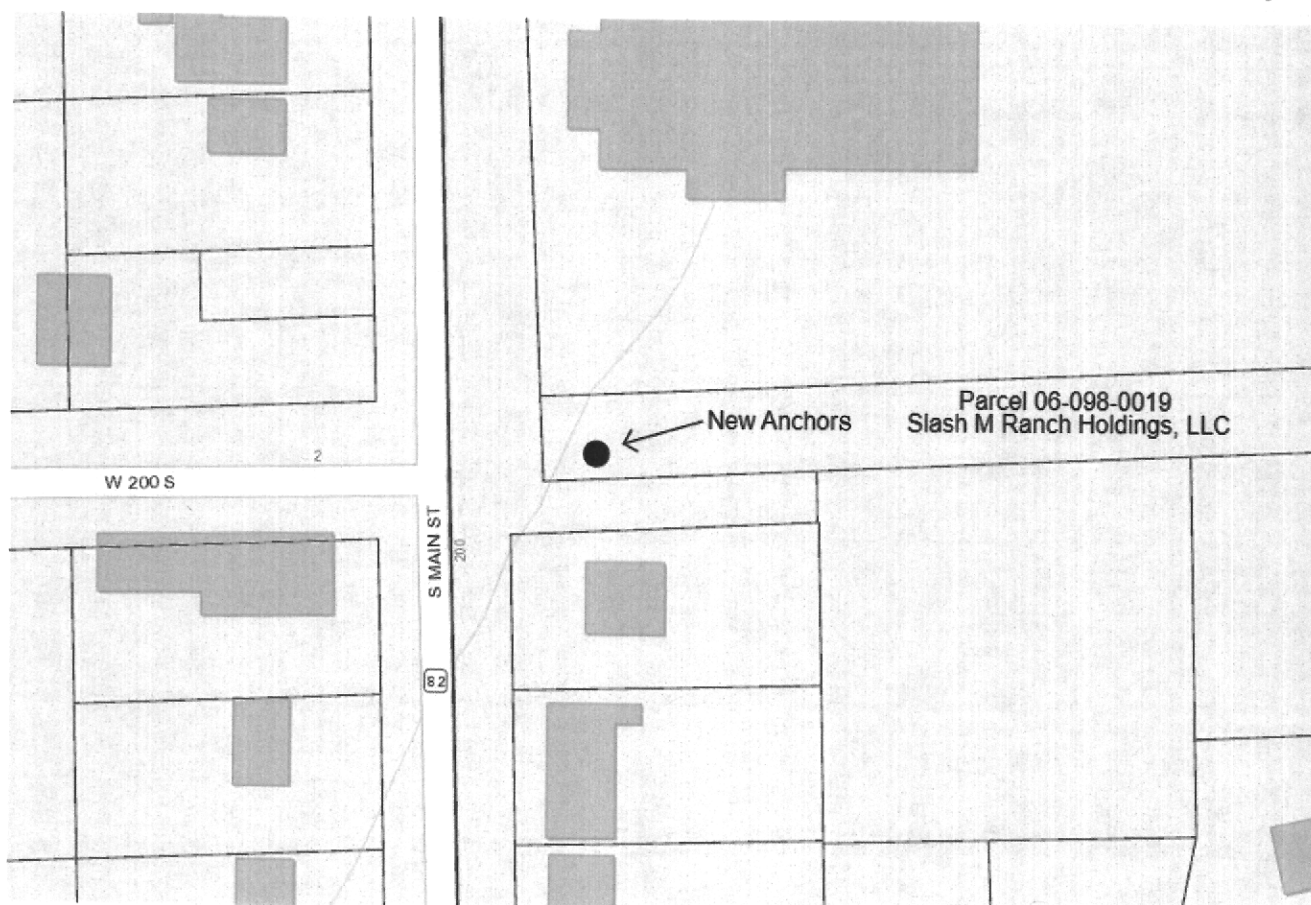 Parcel 06-098-0019
Slash M Ranch Holdings, LLC
New Anchors
2
W 200 S
S MAIN ST
200
82